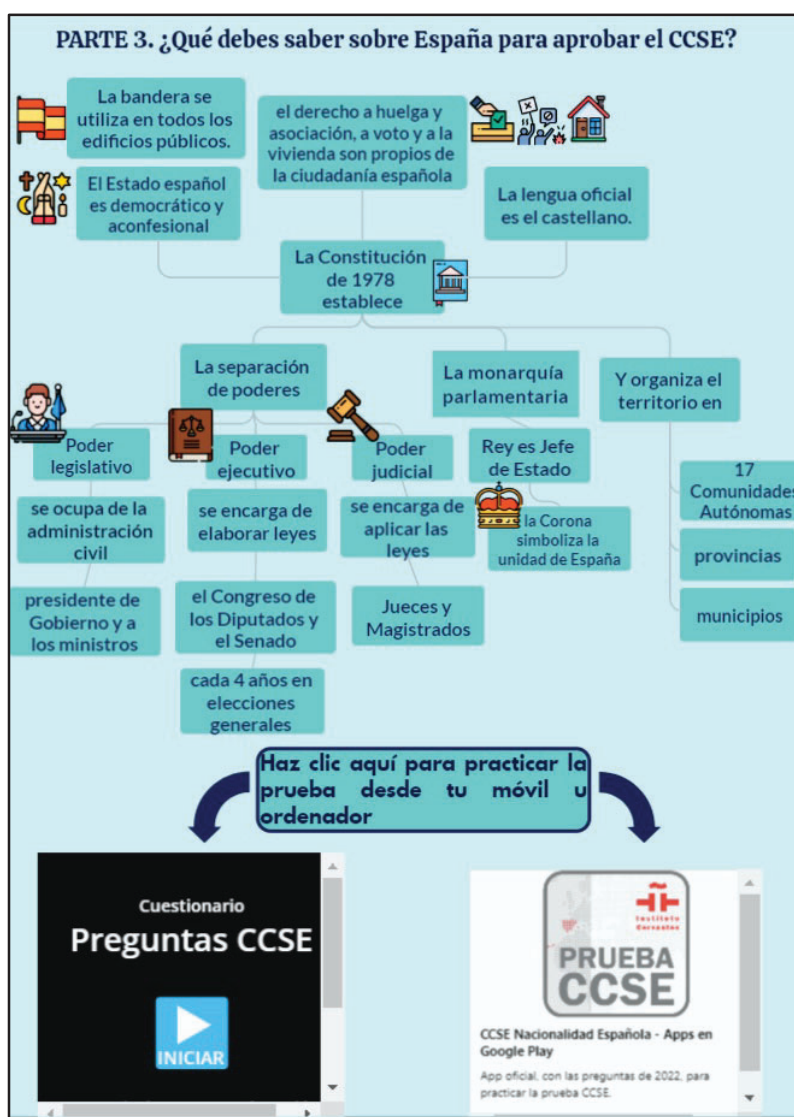 PARTE 3. ¿Qué debes saber sobre España para aprobar el CCSE?
La bandera se
utiliza en todos los
edificios públicos.
el derecho a huelga y
asociación, a voto y a la
vivienda son propios de
la ciudadanía española
El Estado español
es democrático y
aconfesional
La lengua oficial
es el castellano.
La Constitución
de 1978
establece
La separación
de poderes
La monarquía
parlamentaria
Y organiza el
territorio en
Poder
legislativo
Poder
ejecutivo
Poder
judicial
Rey es Jefe
de Estado
17
Comunidades
Autónomas
se ocupa de la
administración
civil
se encarga de
elaborar leyes
se encarga de
aplicar las
leyes
la Corona
simboliza la
unidad de España
provincias
presidente de
Gobierno y a
los ministros
el Congreso de
los Diputados y
el Senado
Jueces y
Magistrados
municipios
cada 4 años en
elecciones
generales
Haz clic aquí para practicar la
prueba desde tu móvil u
ordenador
Cuestionario
Preguntas CCSE
INICIAR
Instituto
Cervantes
PRUEBA
CCSE
CCSE Nacionalidad Española - Apps en
Google Play
App oficial, con las preguntas de 2022, para
practicar la prueba CCSE.